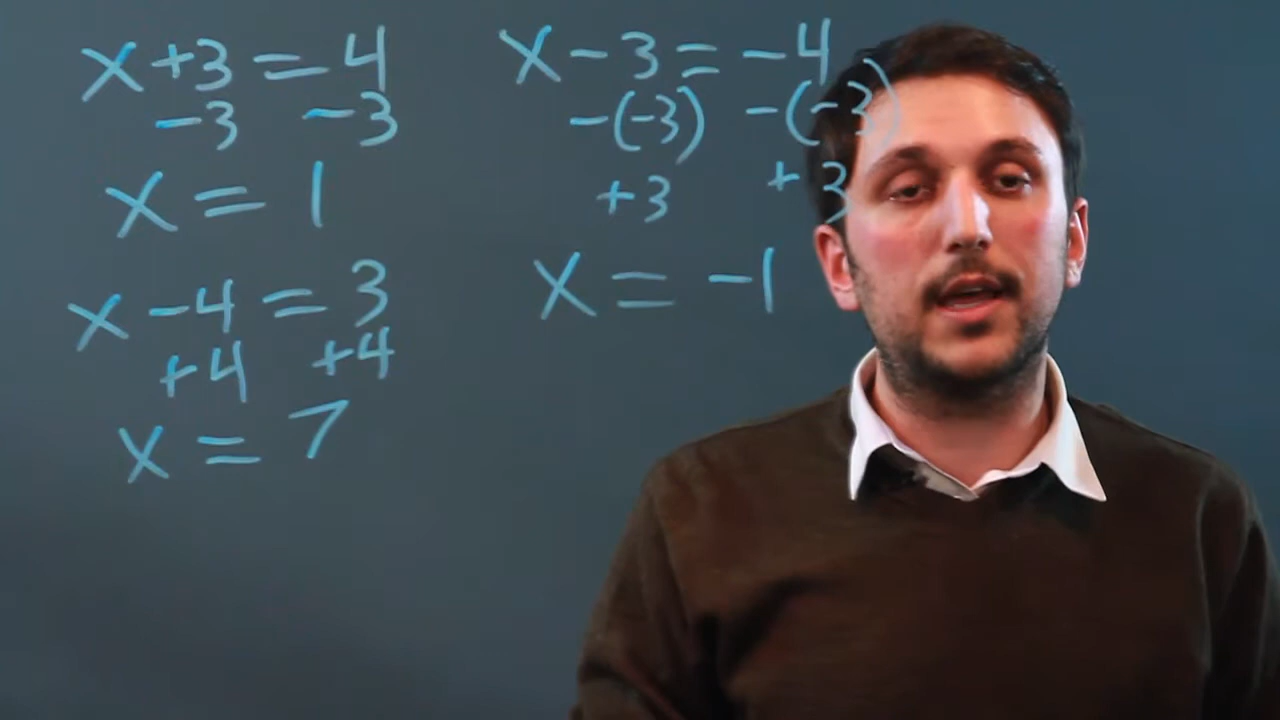 x + 3 = 4
-3 -3
x = 1
x - 4 = 3
+4 +4
x = 7
x - 3 = -4
-(-3) -(-3)
+3 +3
x = -1